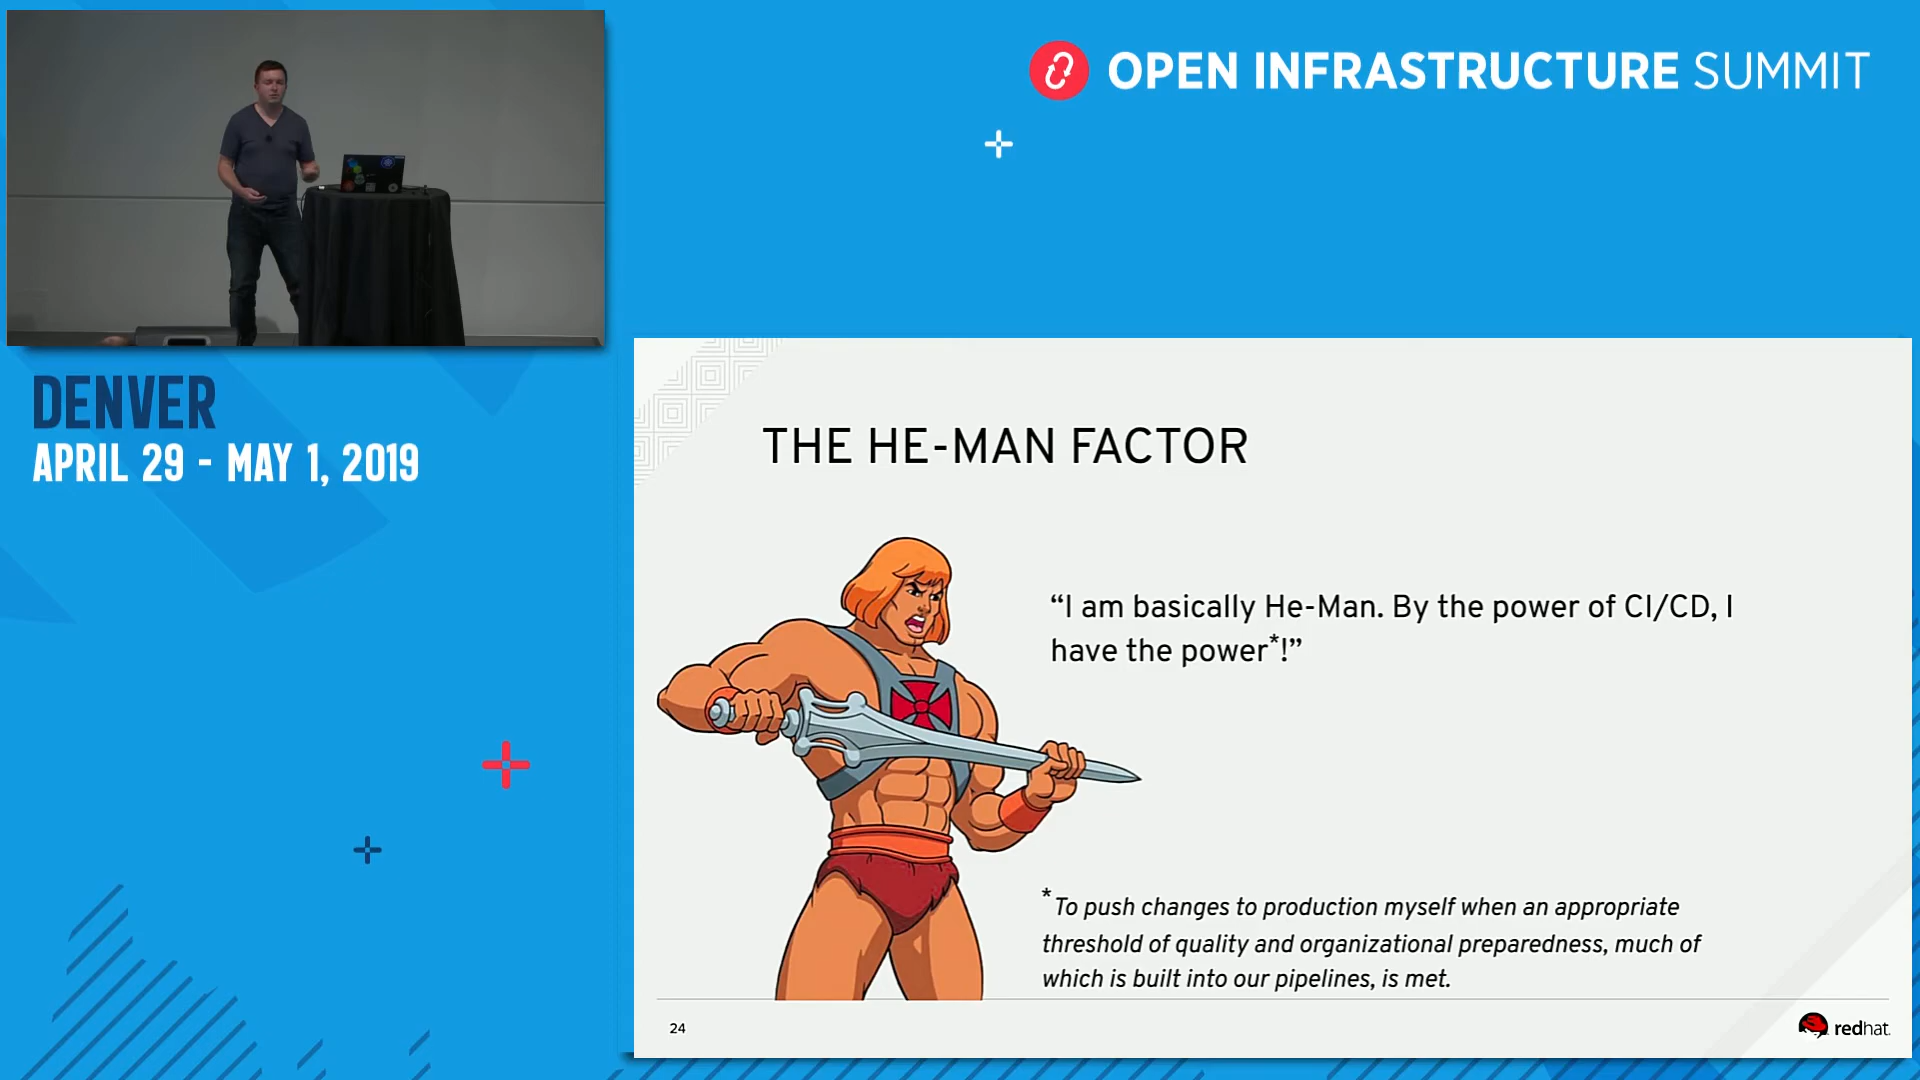 OPEN INFRASTRUCTURE SUMMIT
DENVER
APRIL 29 - MAY 1, 2019
THE HE-MAN FACTOR
“I am basically He-Man. By the power of CI/CD, I
have the power*!”
*To push changes to production myself when an appropriate
threshold of quality and organizational preparedness, much of
which is built into our pipelines, is met.
24
redhat.